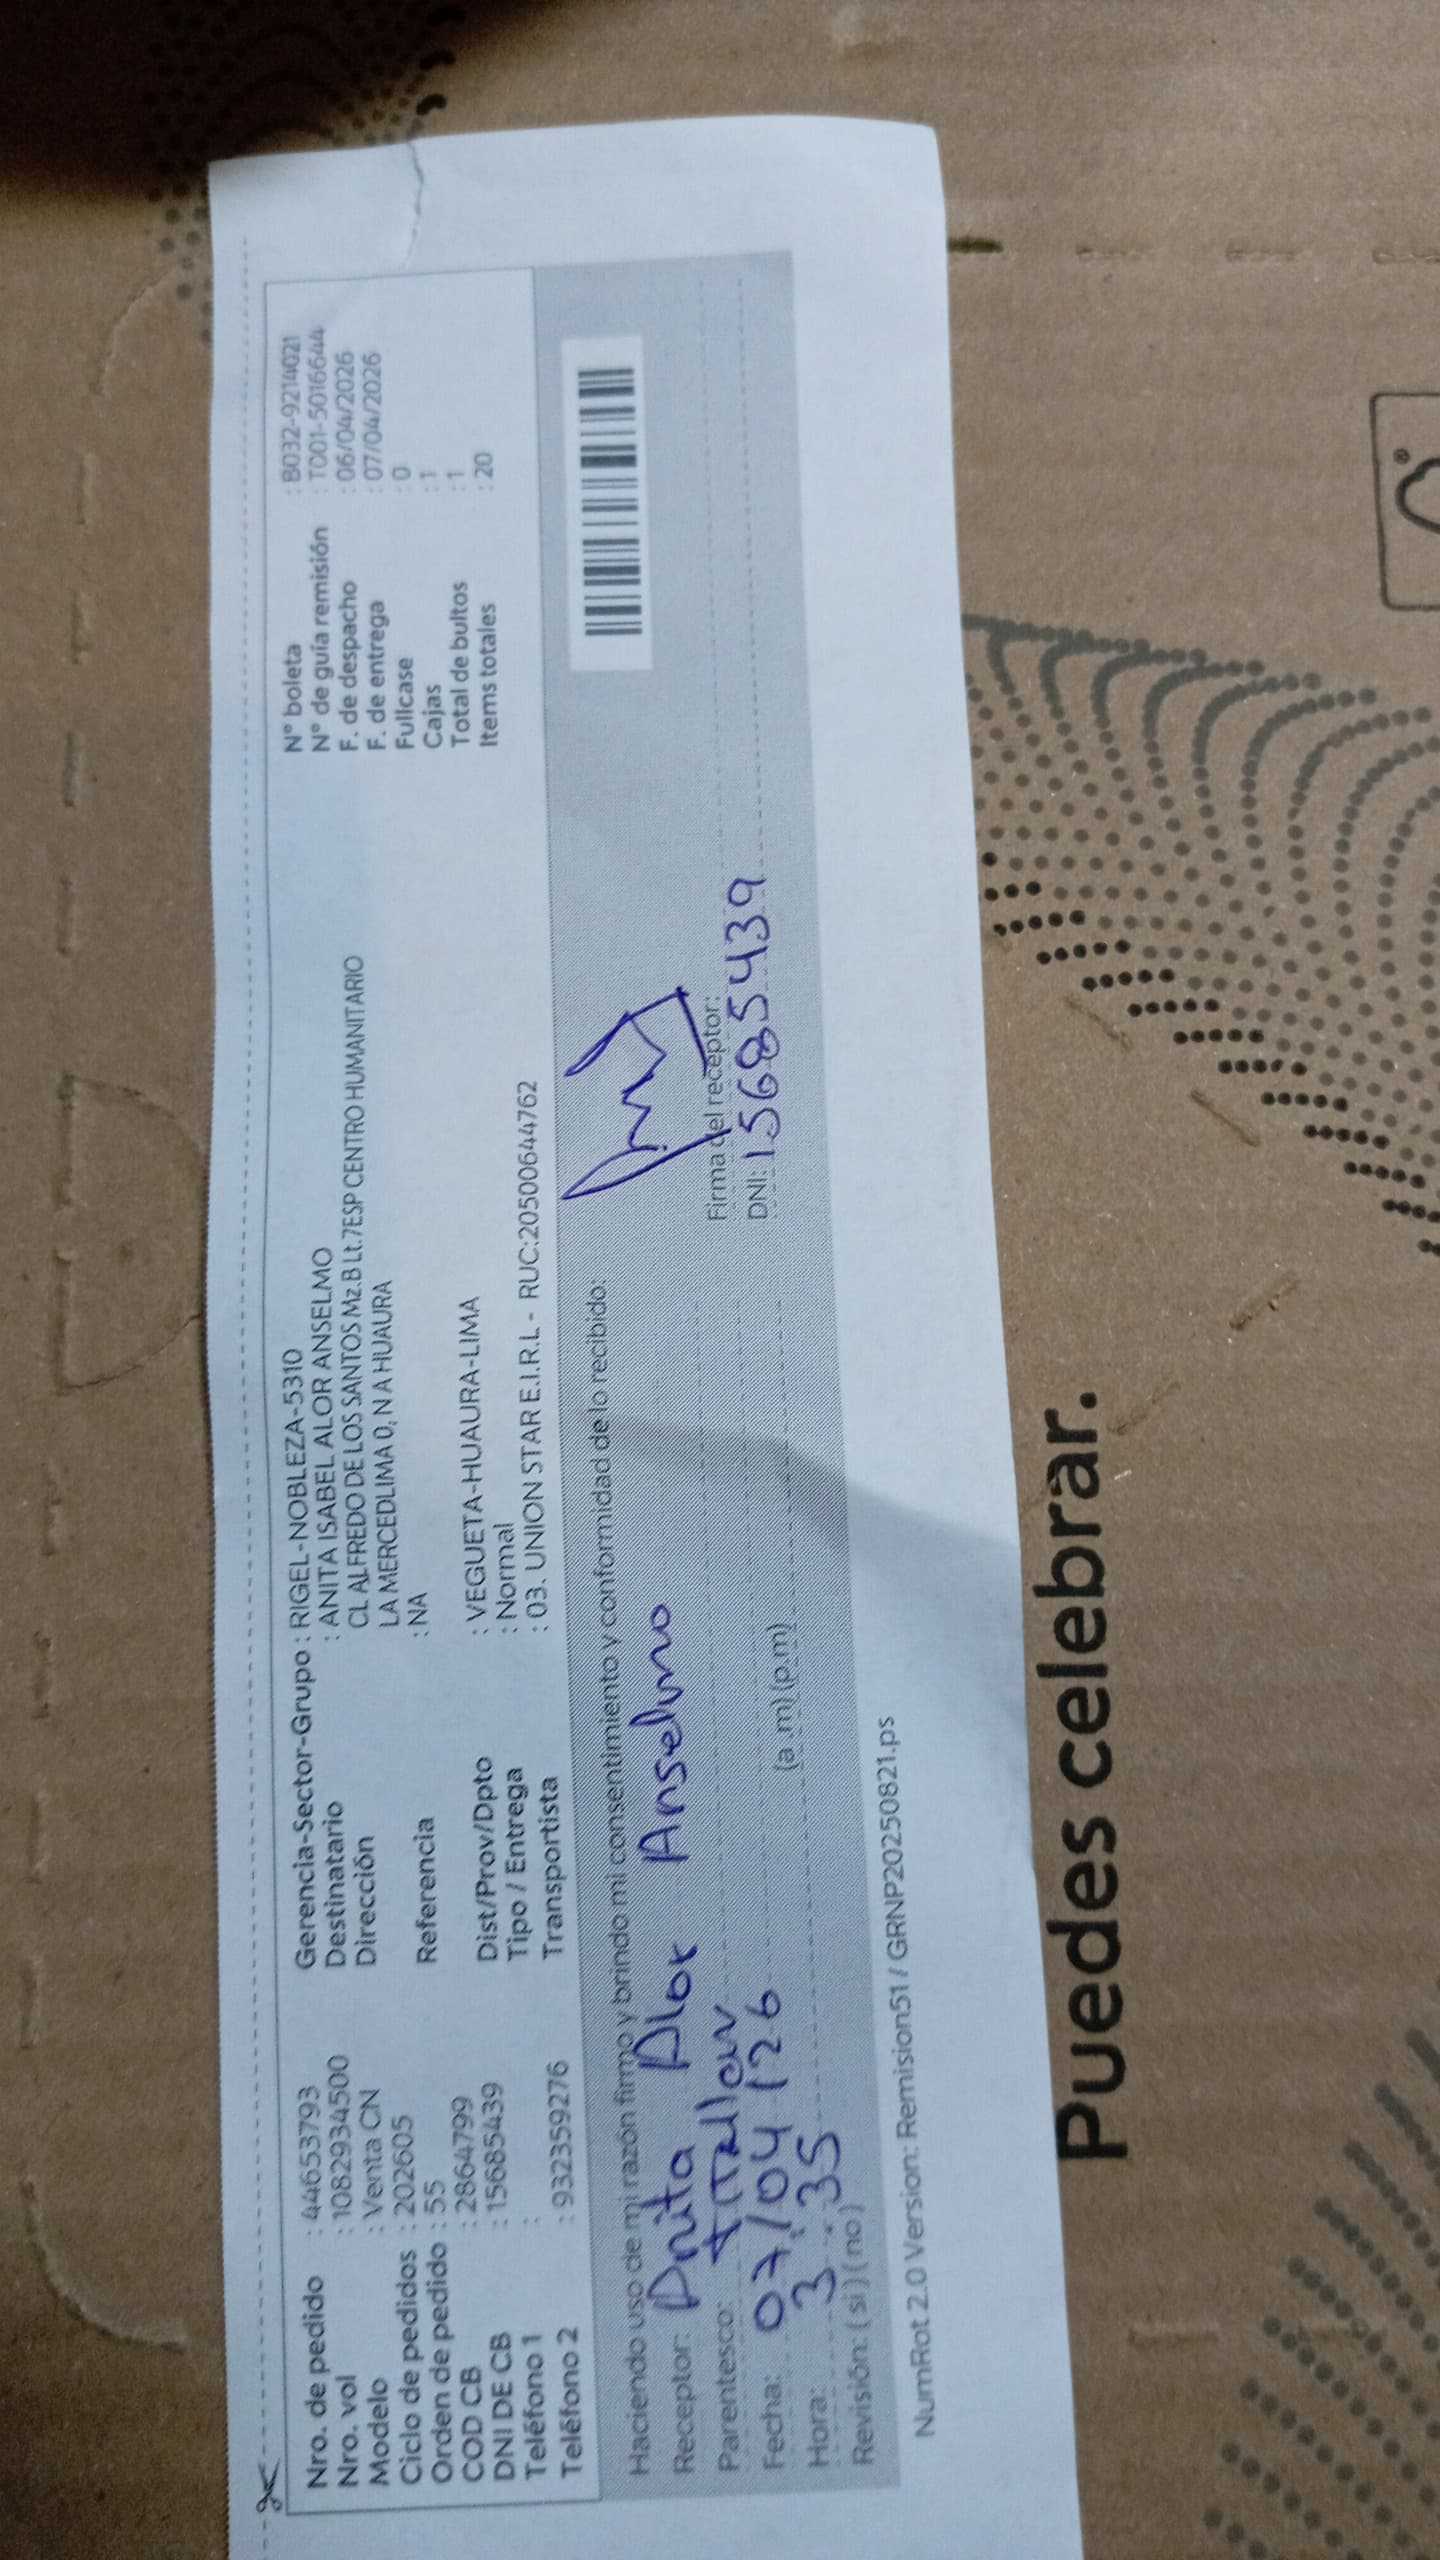 Nro. de pedido : 44653793
Nro. vol : 1082934500
Modelo : Venta CN
Ciclo de pedidos : 202605
Orden de pedido : 55
COD CB : 2864799
DNI DE CB : 15685439
Teléfono 1 :
Teléfono 2 : 932359276
Gerencia-Sector-Grupo : RIGEL-NOBLEZA-5310
Destinatario : ANITA ISABEL ALOR ANSELMO
Dirección CL ALFREDO DE LOS SANTOS Mz.B Lt.7ESP CENTRO HUMANITARIO
LA MERCEDLIMA 0, N A HUAURA
Referencia : NA
Dist/Prov/Dpto : VEGUETA-HUAURA-LIMA
Tipo / Entrega : Normal
Transportista : 03. UNION STAR E.I.R.L - RUC:20500644762
N° boleta : B032-9214021
N° de guía remisión : T001-5016644
F. de despacho : 06/04/2026
F. de entrega : 07/04/2026
Fullcase : 0
Cajas : 1
Total de bultos : 1
Items totales : 20
Haciendo uso de mi razón firmo y brindo mi consentimiento y conformidad de lo recibido:
Receptor: Anita Alor Anselmo
Parentesco:
Fecha: 07/04/26
Hora: 3:35 (a.m) (p.m)
Revisión: (si) (no)
Firma del receptor:
DNI: 15685439
NumRot 2.0 Version: Remision51 / GRNP20250821.ps
Puedes celebrar.
®